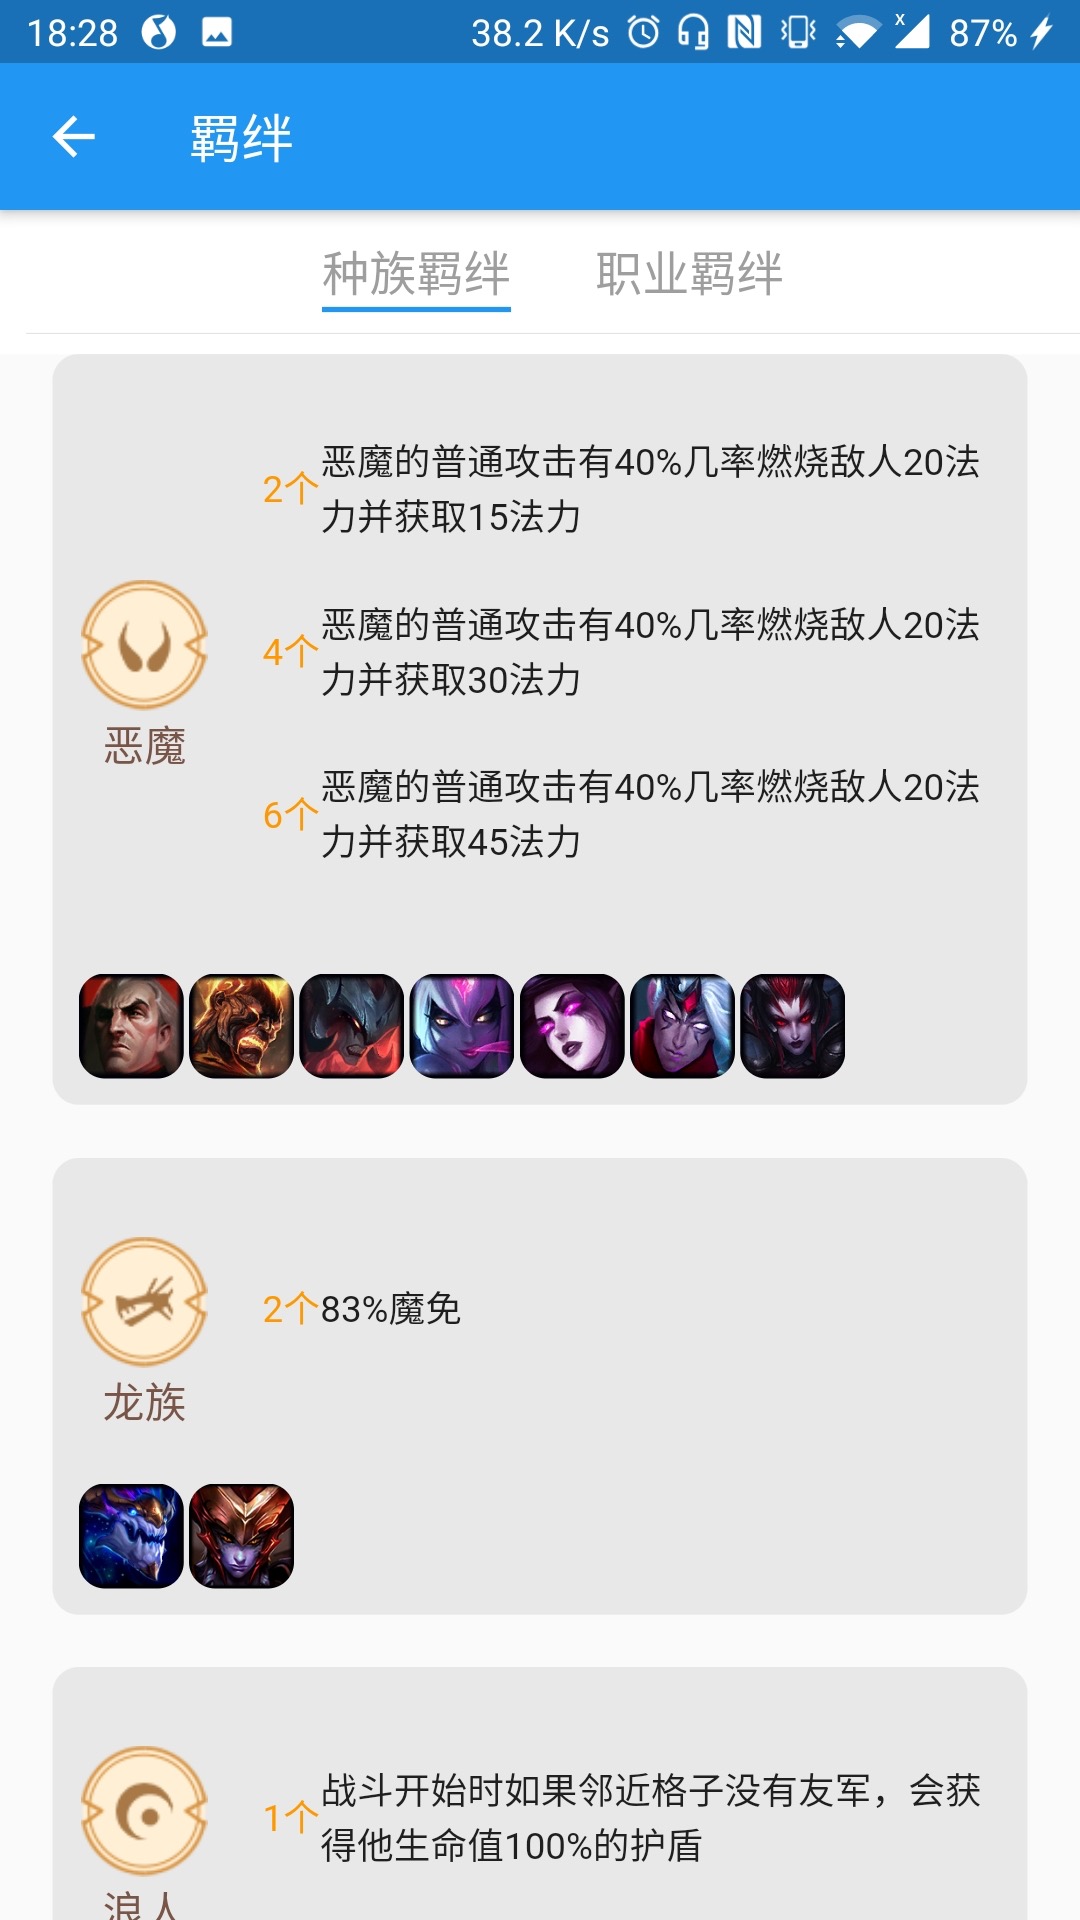 18:28
38.2 K/s
x
87%
羁绊
种族羁绊 职业羁绊
恶魔
2个
恶魔的普通攻击有40%几率燃烧敌人20法
力并获取15法力
4个
恶魔的普通攻击有40%几率燃烧敌人20法
力并获取30法力
6个
恶魔的普通攻击有40%几率燃烧敌人20法
力并获取45法力
龙族
2个83%魔免
浪人
1个
战斗开始时如果邻近格子没有友军，会获
得他生命值100%的护盾